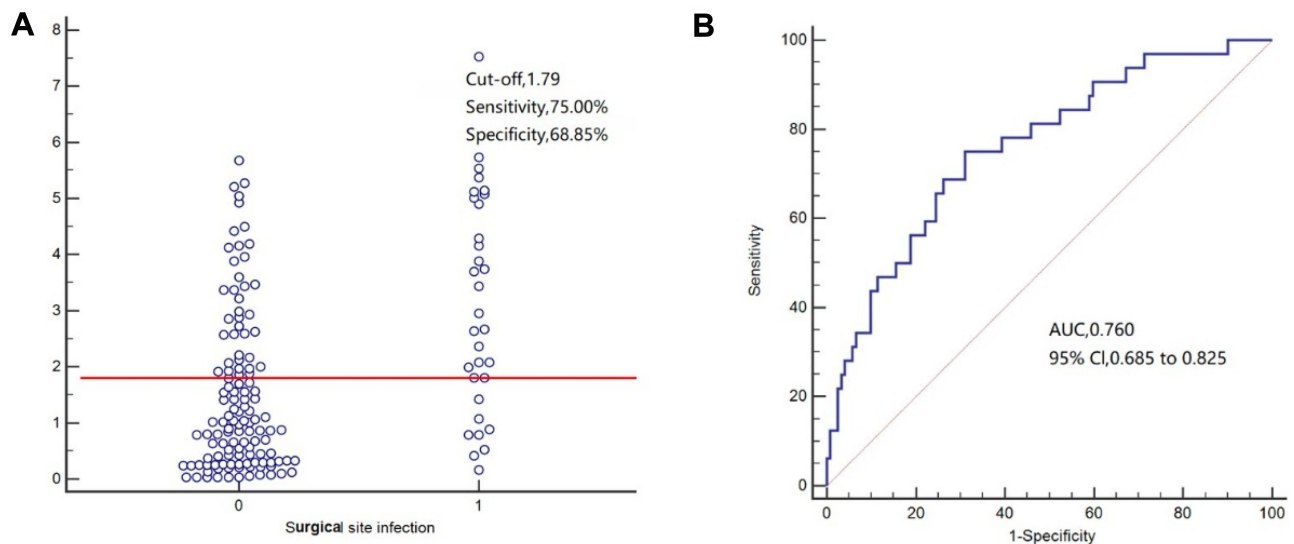 A
8
7
6
5
4
3
2
1
0
Cut-off,1.79
Sensitivity,75.00%
Specificity,68.85%
0 1
Surgical site infection
B
100
80
60
40
20
0
Sensitivity
AUC,0.760
95% CI,0.685 to 0.825
0 20 40 60 80 100
1-Specificity